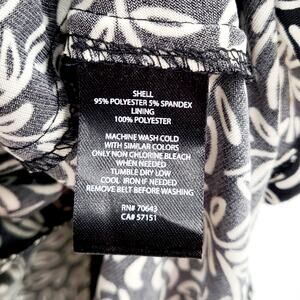 SHELL
95% POLYESTER 5% SPANDEX
LINING
100% POLYESTER
MACHINE WASH COLD
WITH SIMILAR COLORS
ONLY NON CHLORINE BLEACH
WHEN NEEDED
TUMBLE DRY LOW
COOL IRON IF NEEDED
REMOVE BELT BEFORE WASHING
RN# 70643
CA# 57151